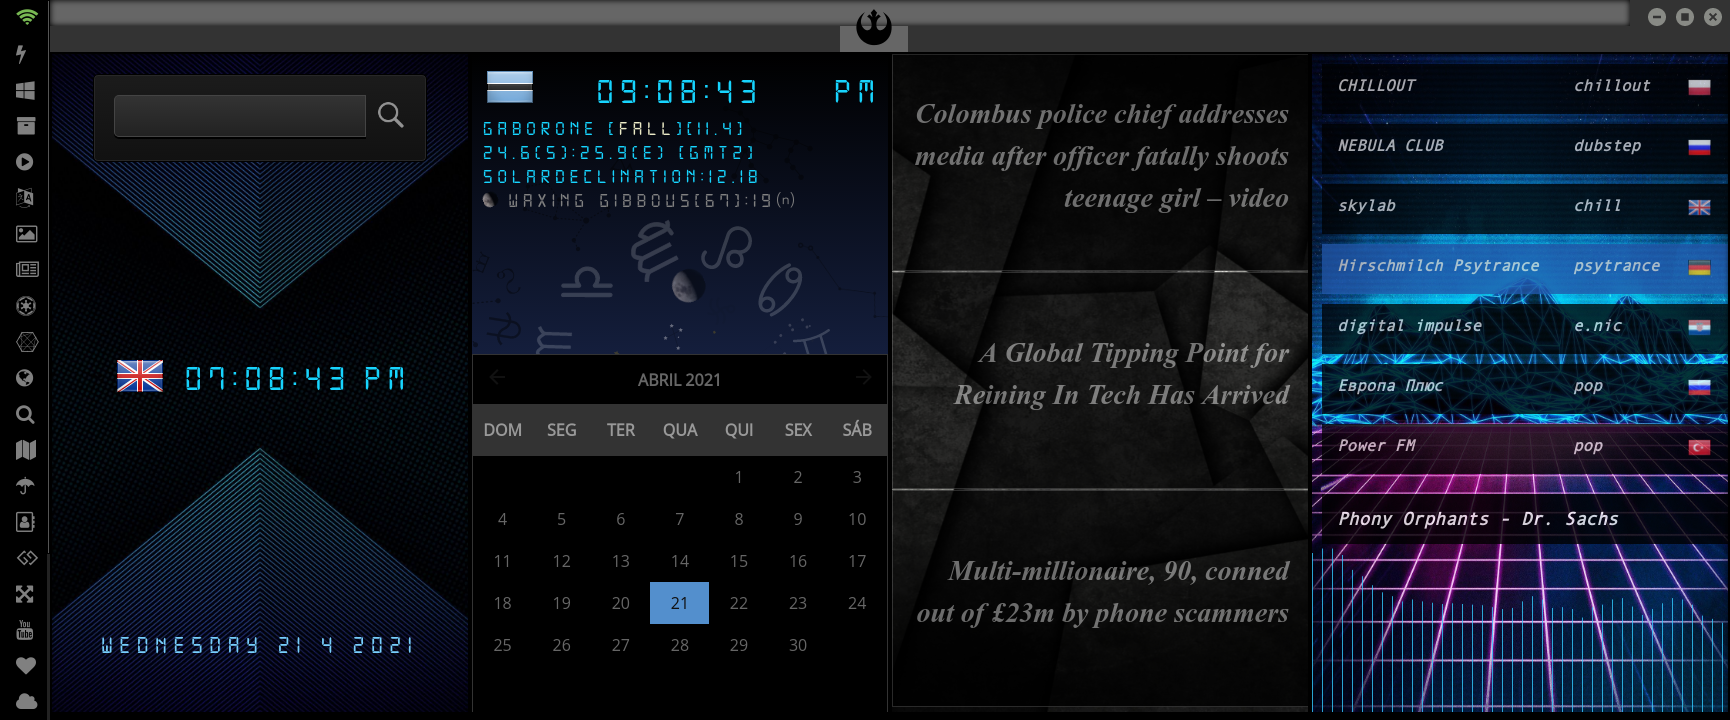 07:08:43 PM
WEDNESDAY 21 4 2021
09:08:43 PM
GABORONE [FALL][11.4]
24.6(S):25.9(E) [GMT2]
SOLARDECLINATION:12.18
WAXING GIBBOUS[67]:19(n)
ABRIL 2021
DOM SEG TER QUA QUI SEX SÁB
1 2 3
4 5 6 7 8 9 10
11 12 13 14 15 16 17
18 19 20 21 22 23 24
25 26 27 28 29 30
Colombus police chief addresses
media after officer fatally shoots
teenage girl – video
A Global Tipping Point for
Reining In Tech Has Arrived
Multi-millionaire, 90, conned
out of £23m by phone scammers
CHILLOUT chillout
NEBULA CLUB dubstep
skylab chill
Hirschmilch Psytrance psytrance
digital impulse e.nic
Европа Плюс pop
Power FM pop
Phony Orphants - Dr. Sachs
You
Tube